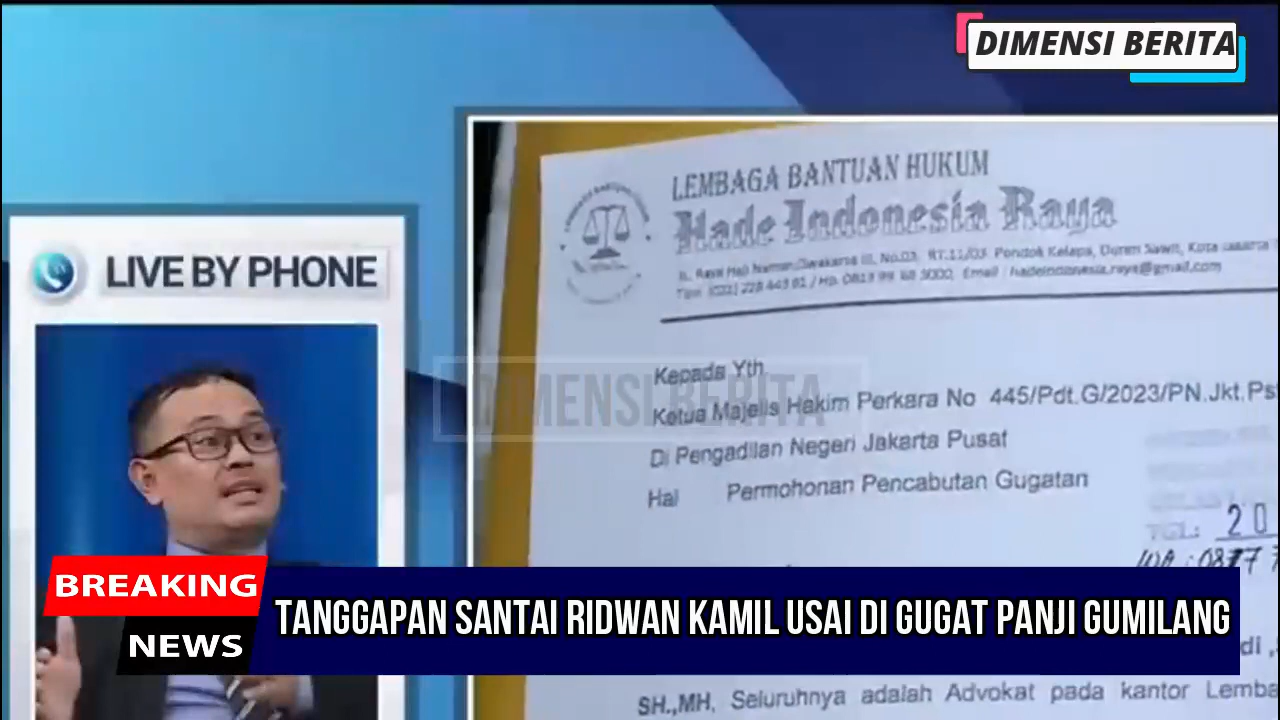 DIMENSI BERITA
LIVE BY PHONE
LEMBAGA BANTUAN HUKUM
Hade Indonesia Raya
Kepada Yth
Ketua Majelis Hakim Perkara No 445/Pdt.G/2023/PN.Jkt.Ps
Di Pengadilan Negeri Jakarta Pusat
Hal Permohonan Pencabutan Gugatan
TGL: 20
DIMENSI BERITA
BREAKING
NEWS
TANGGAPAN SANTAI RIDWAN KAMIL USAI DI GUGAT PANJI GUMILANG
SH.,MH, Seluruhnya adalah Advokat pada kantor Lemba